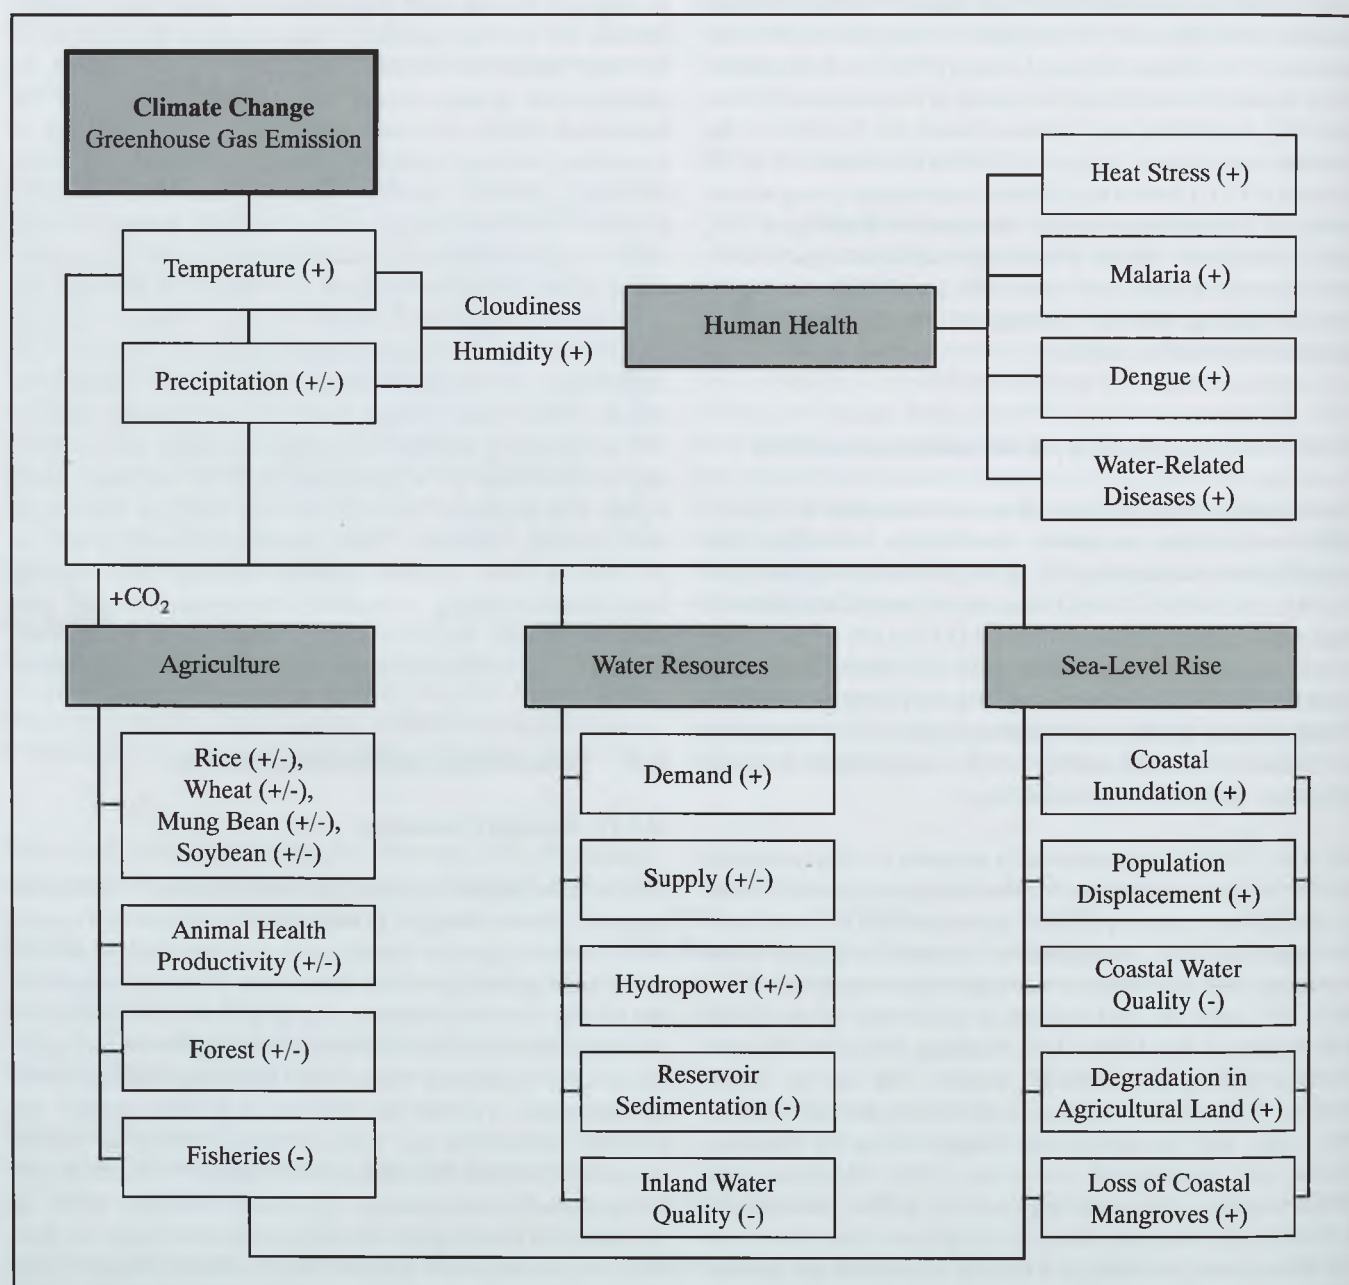 Climate Change
Greenhouse Gas Emission
Temperature (+)
Precipitation (+/-)
Cloudiness
Humidity (+)
Human Health
Heat Stress (+)
Malaria (+)
Dengue (+)
Water-Related
Diseases (+)
+CO₂
Agriculture
Rice (+/-),
Wheat (+/-),
Mung Bean (+/-),
Soybean (+/-)
Animal Health
Productivity (+/-)
Forest (+/-)
Fisheries (-)
Water Resources
Demand (+)
Supply (+/-)
Hydropower (+/-)
Reservoir
Sedimentation (-)
Inland Water
Quality (-)
Sea-Level Rise
Coastal
Inundation (+)
Population
Displacement (+)
Coastal Water
Quality (-)
Degradation in
Agricultural Land (+)
Loss of Coastal
Mangroves (+)